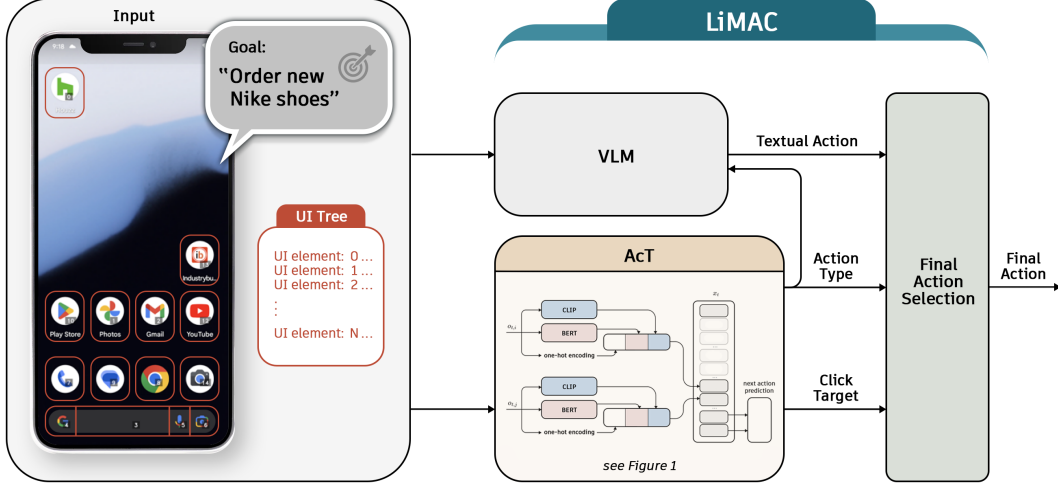 Input
LiMAC
9:18
Goal:
"Order new
Nike shoes"
VLM
Textual Action
UI Tree
UI element: 0 ...
UI element: 1 ...
UI element: 2 ...
:
:
UI element: N ...
Industrybu...
Play Store
Photos
Gmail
YouTube
3
AcT
Action
Type
Final
Action
Selection
Final
Action
CLIP
BERT
one-hot encoding
CLIP
BERT
one-hot encoding
next action
prediction
Click
Target
see Figure 1